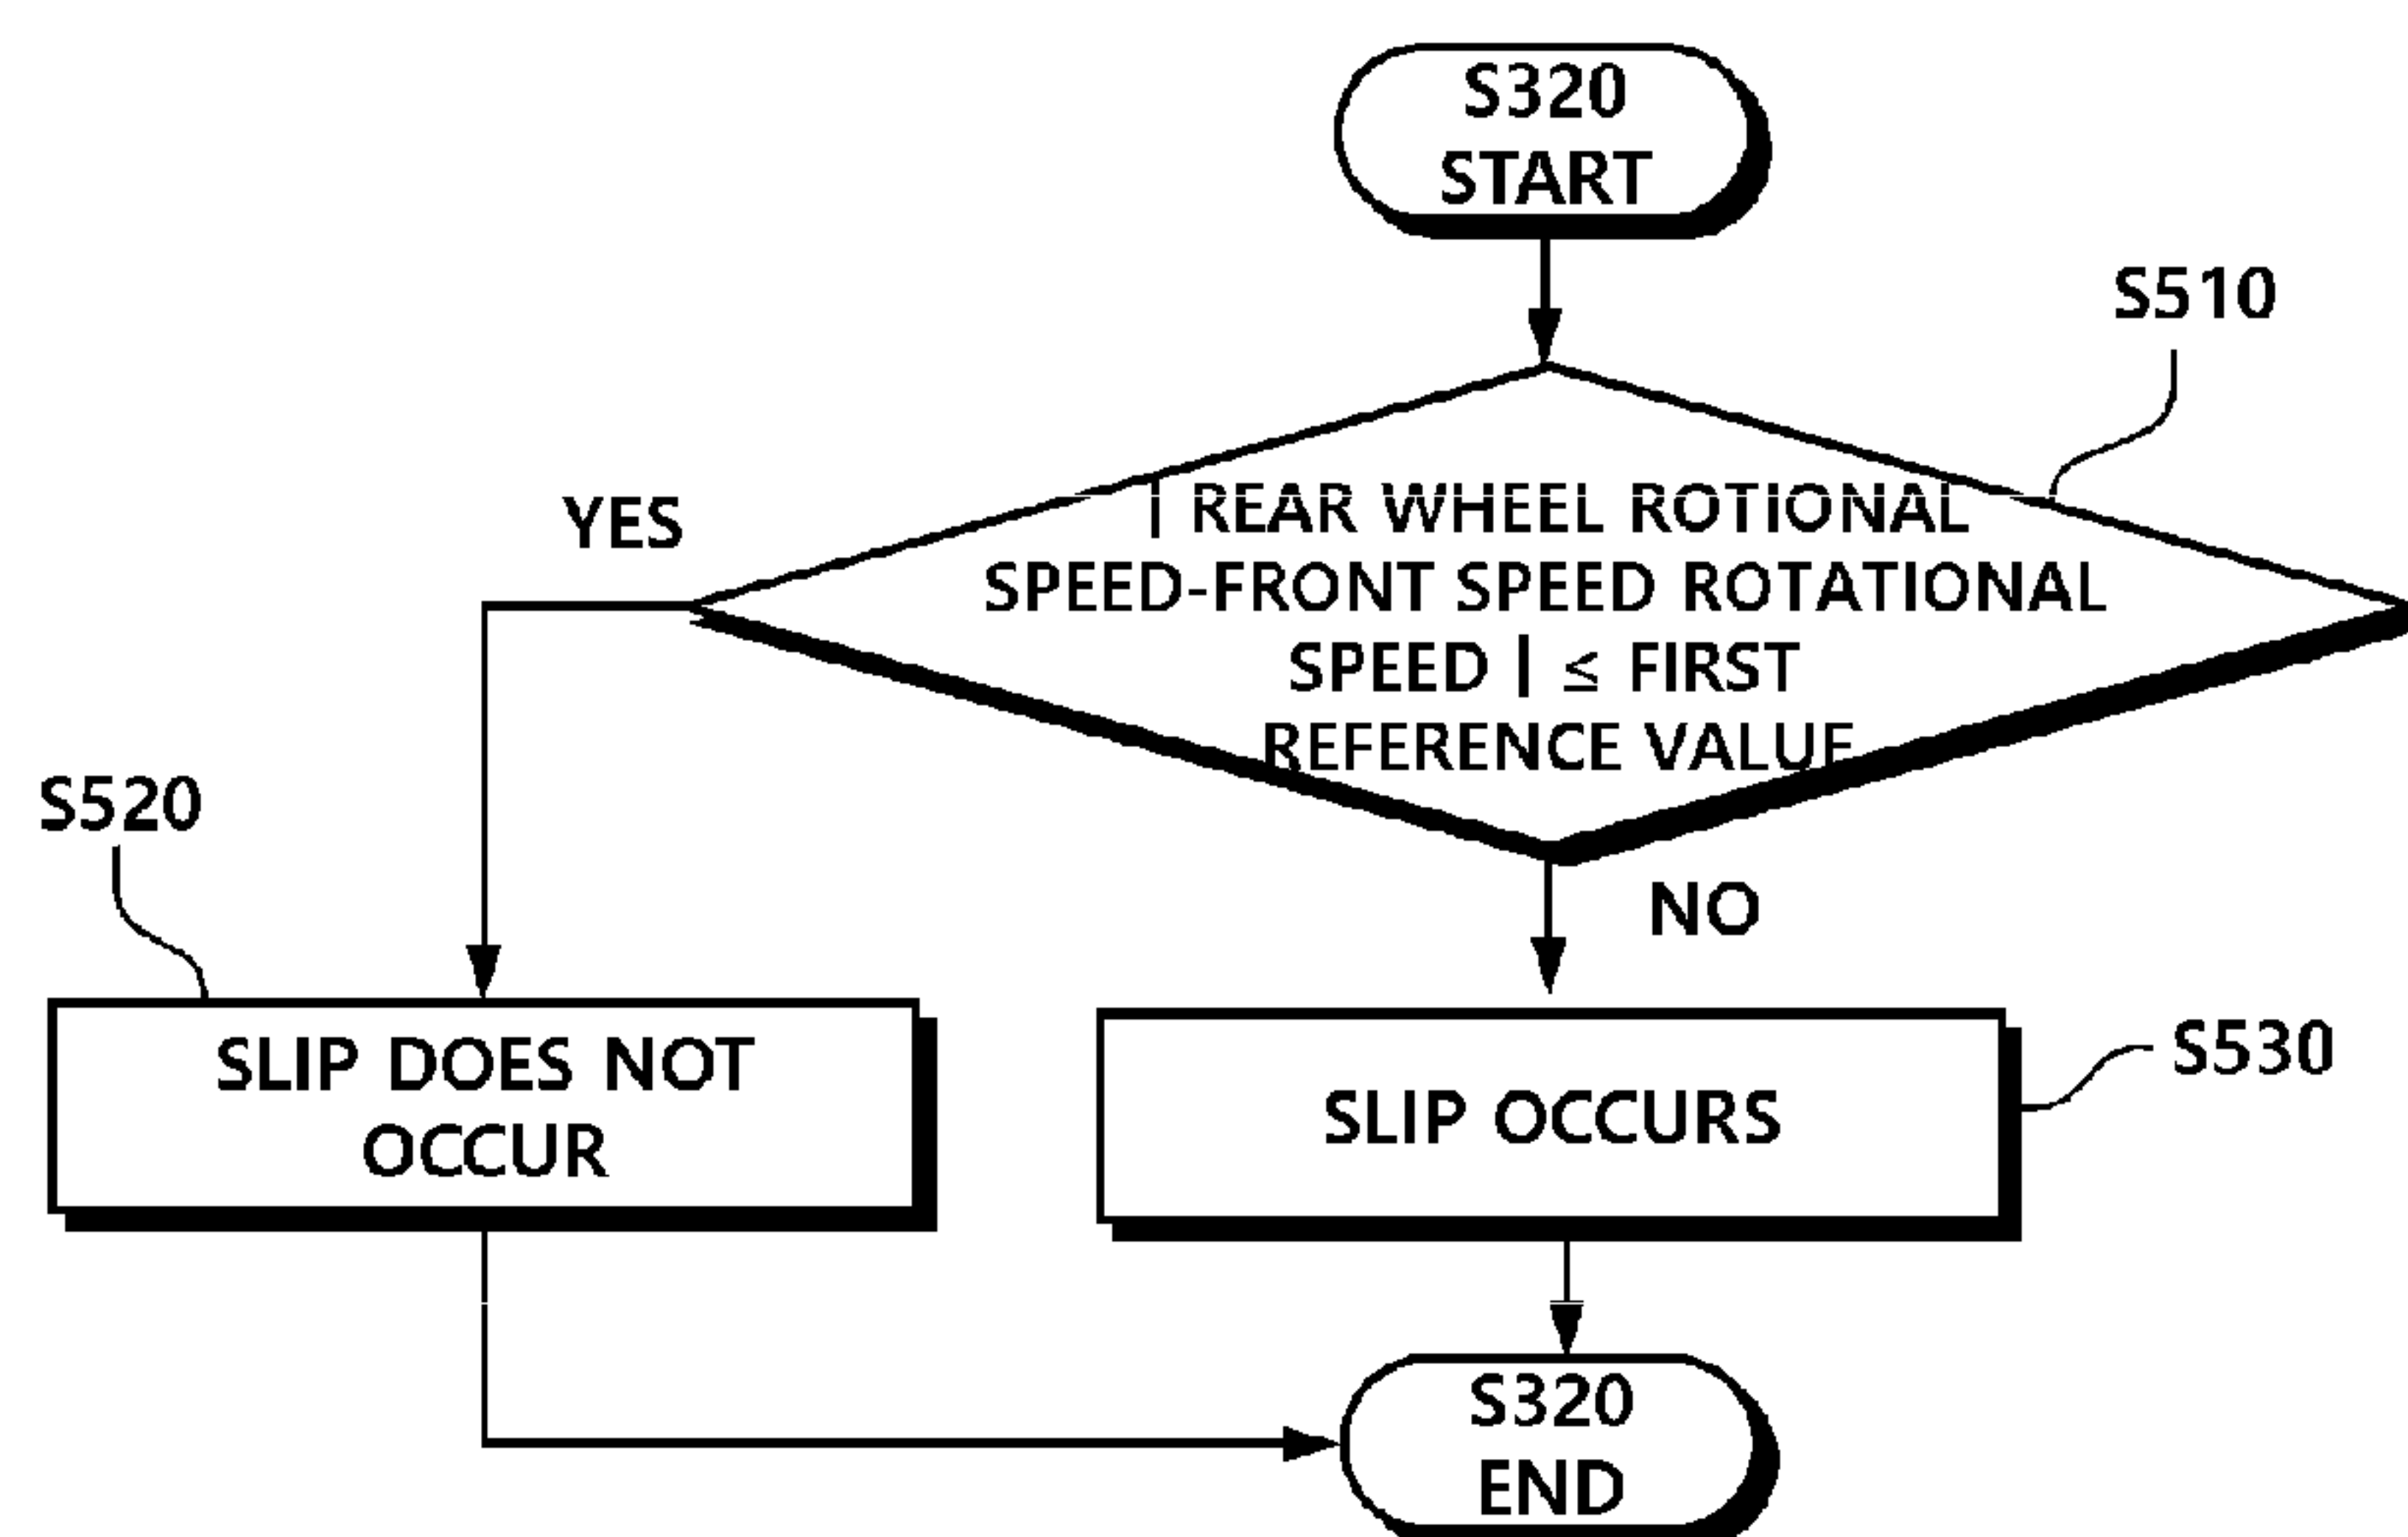 S320
START
S510
YES
| REAR WHEEL ROTIONAL
SPEED-FRONT SPEED ROTATIONAL
SPEED | ≤ FIRST
REFERENCE VALUE
NO
S520
SLIP DOES NOT
OCCUR
SLIP OCCURS
S530
S320
END